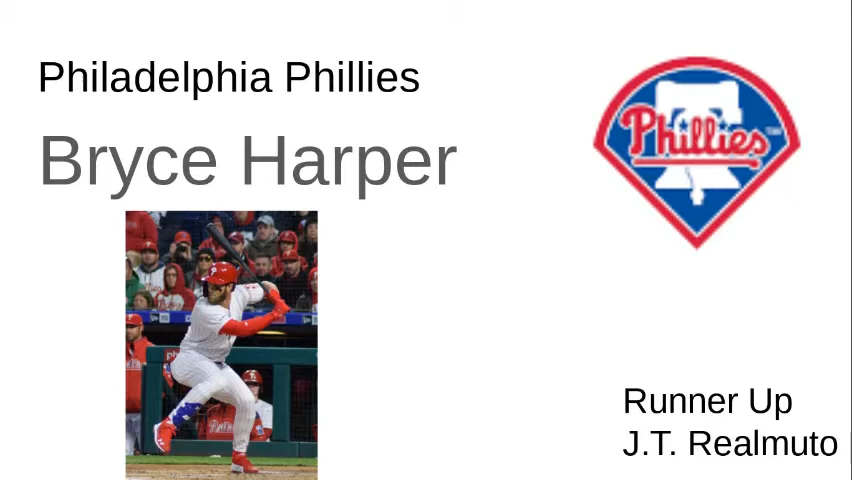 Philadelphia Phillies
Bryce Harper
Phillies
Runner Up
J.T. Realmuto